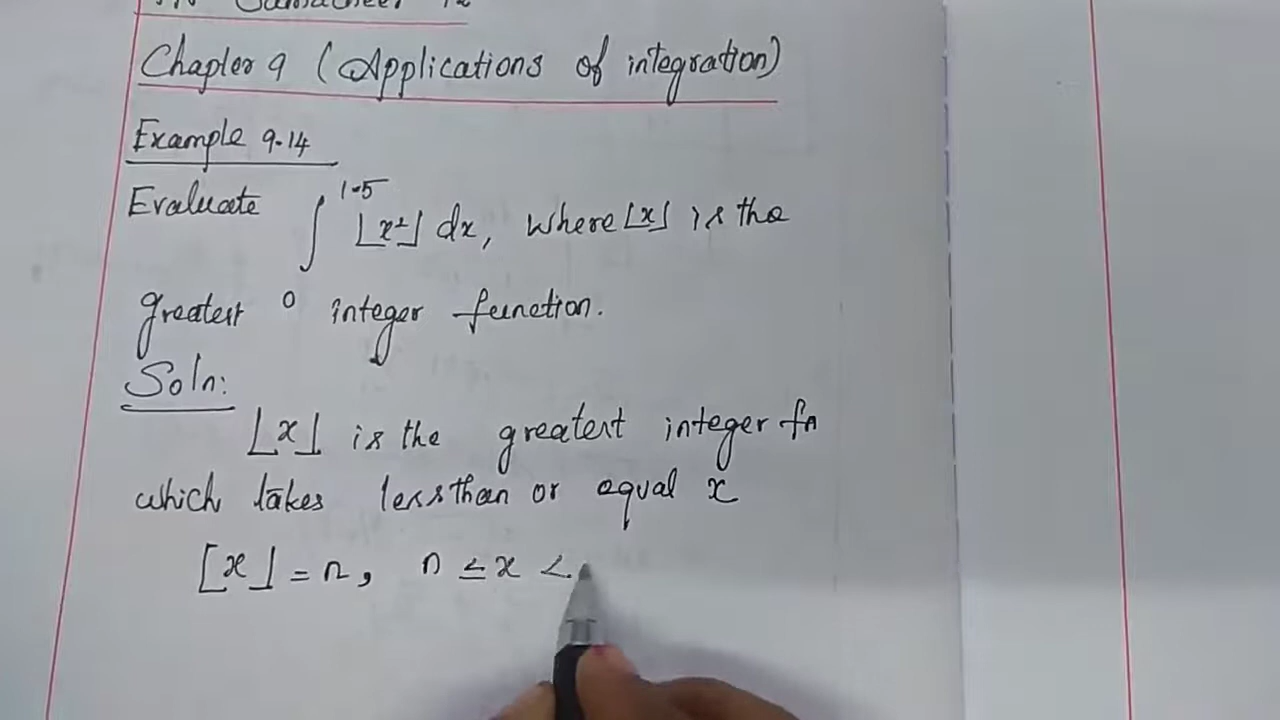 Chapter 9 (Applications of integration)
Example 9.14
Evaluate ∫ 1.5 ⌊x²⌋ dx, where ⌊x⌋ is the
greatest 0 integer function.
Soln:
⌊x⌋ is the greatest integer fn
which takes less than or equal x
⌊x⌋ = n, n ≤ x <